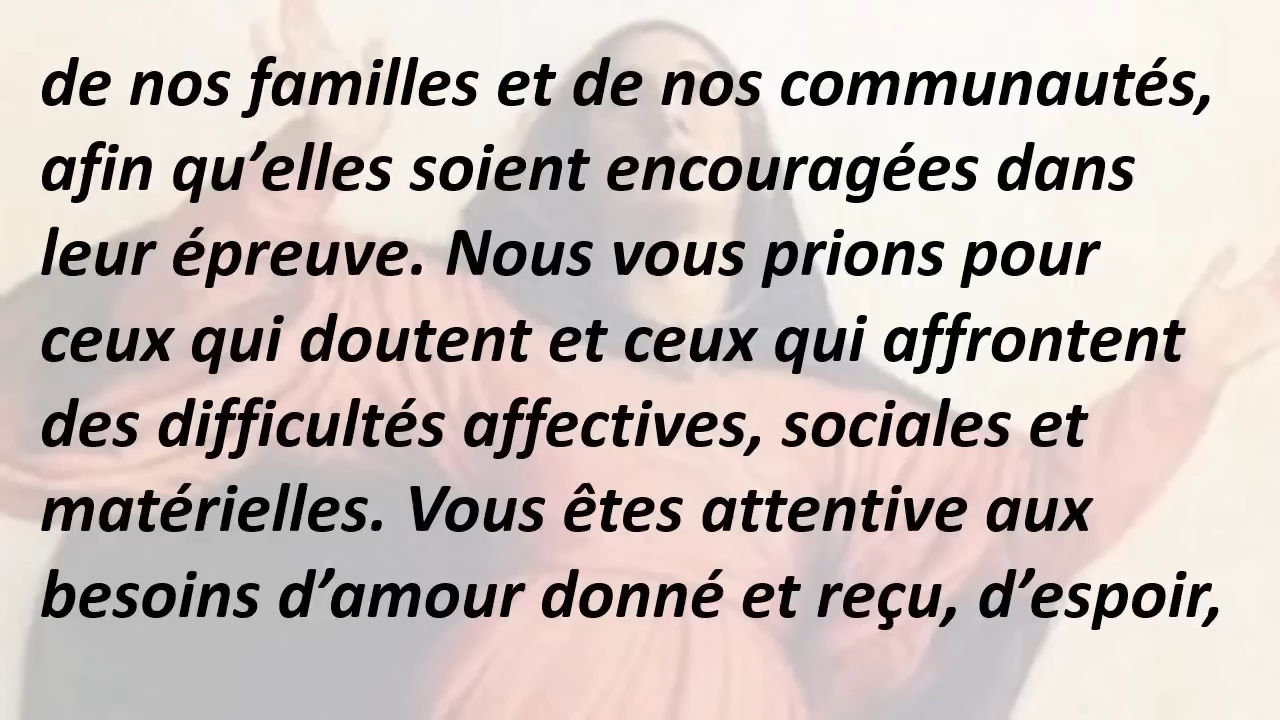 de nos familles et de nos communautés,
afin qu’elles soient encouragées dans
leur épreuve. Nous vous prions pour
ceux qui doutent et ceux qui affrontent
des difficultés affectives, sociales et
matérielles. Vous êtes attentive aux
besoins d’amour donné et reçu, d’espoir,